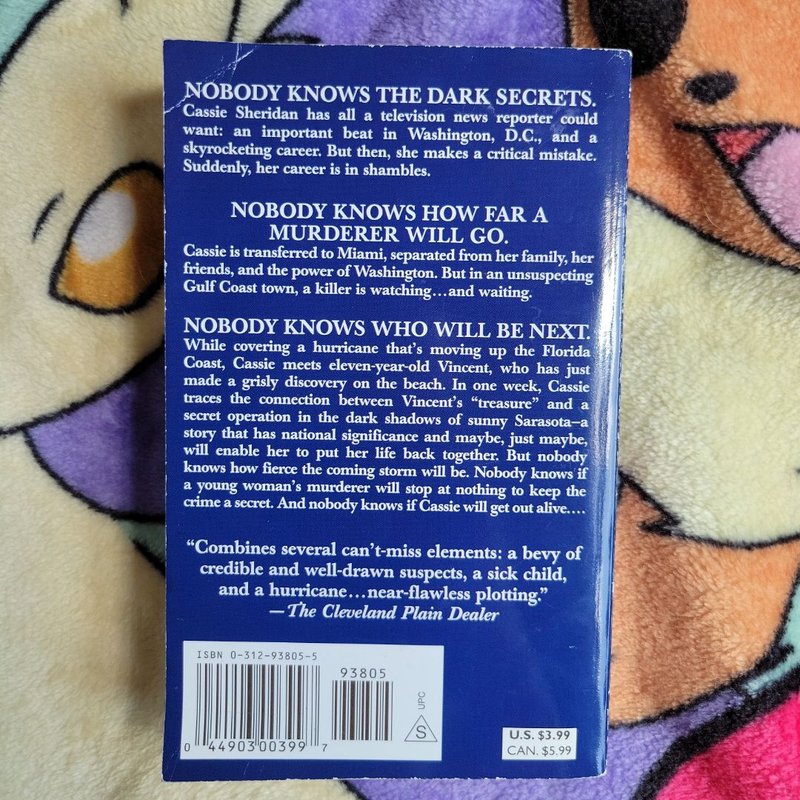 NOBODY KNOWS THE DARK SECRETS.
Cassie Sheridan has all a television news reporter could
want: an important beat in Washington, D.C., and a
skyrocketing career. But then, she makes a critical mistake.
Suddenly, her career is in shambles.
NOBODY KNOWS HOW FAR A
MURDERER WILL GO.
Cassie is transferred to Miami, separated from her family, her
friends, and the power of Washington. But in an unsuspecting
Gulf Coast town, a killer is watching...and waiting.
NOBODY KNOWS WHO WILL BE NEXT.
While covering a hurricane that's moving up the Florida
Coast, Cassie meets eleven-year-old Vincent, who has just
made a grisly discovery on the beach. In one week, Cassie
traces the connection between Vincent's “treasure” and a
secret operation in the dark shadows of sunny Sarasota–a
story that has national significance and maybe, just maybe,
will enable her to put her life back together. But nobody
knows how fierce the coming storm will be. Nobody knows if
a young woman's murderer will stop at nothing to keep the
crime a secret. And nobody knows if Cassie will get out alive....
“Combines several can't-miss elements: a bevy of
credible and well-drawn suspects, a sick child,
and a hurricane...near-flawless plotting.”
—The Cleveland Plain Dealer
ISBN 0-312-93805-5
93805
0 44903 00399 7
UPC
S
U.S. $3.99
CAN. $5.99